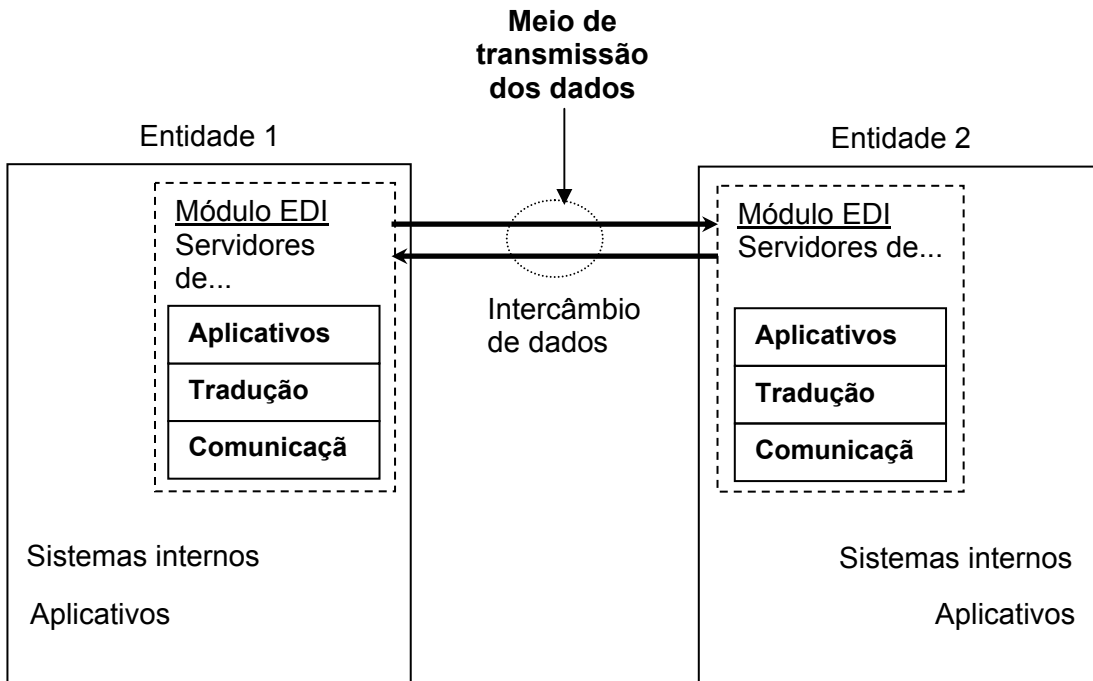 Meio de
transmissão
dos dados
Entidade 1
Entidade 2
Módulo EDI
Servidores
de...
Aplicativos
Tradução
Comunicaçã
Intercâmbio
de dados
Módulo EDI
Servidores de...
Aplicativos
Tradução
Comunicaçã
Sistemas internos
Aplicativos
Sistemas internos
Aplicativos